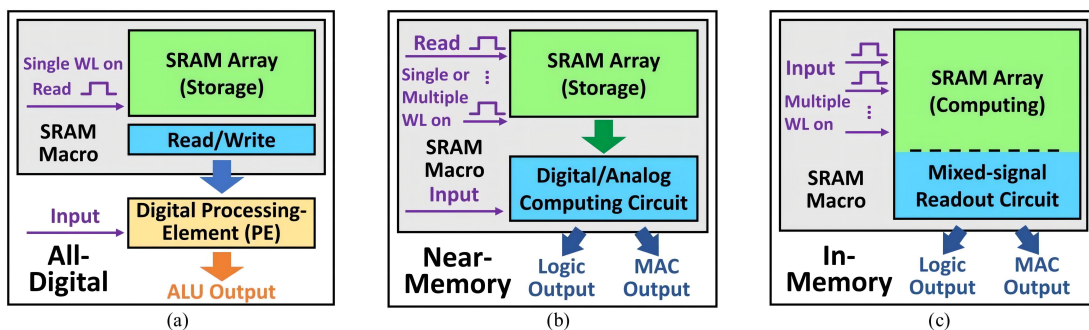 Single WL on
Read
SRAM Array
(Storage)
SRAM
Macro
Read/Write
Input
Digital Processing-
Element (PE)
All-
Digital
ALU Output
(a)
Read
Single or
Multiple
WL on
SRAM Array
(Storage)
SRAM
Macro
Input
Digital/Analog
Computing Circuit
Near-
Memory
Logic
Output
MAC
Output
(b)
Input
Multiple
WL on
SRAM Array
(Computing)
SRAM
Macro
Mixed-signal
Readout Circuit
In-
Memory
Logic
Output
MAC
Output
(c)